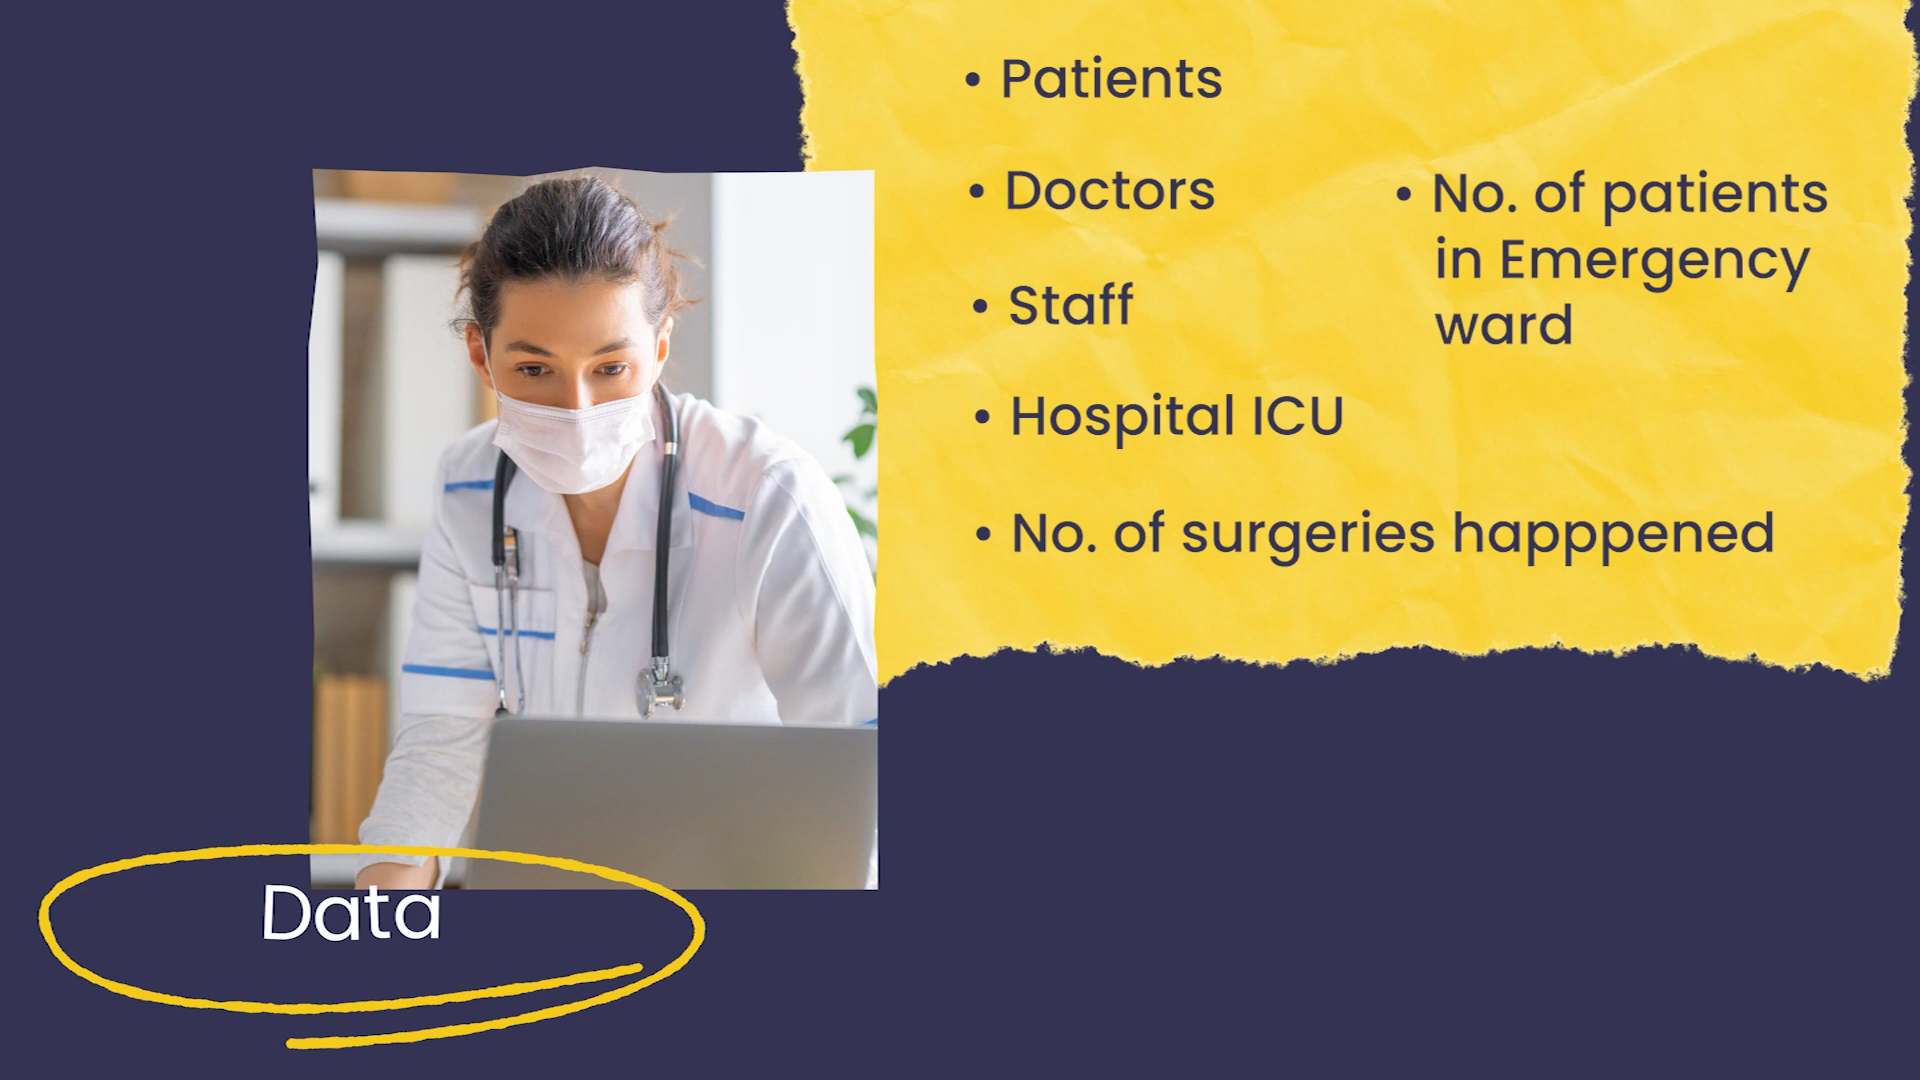 • Patients
• Doctors
• Staff
• Hospital ICU
• No. of surgeries happpened
• No. of patients
in Emergency
ward
Data